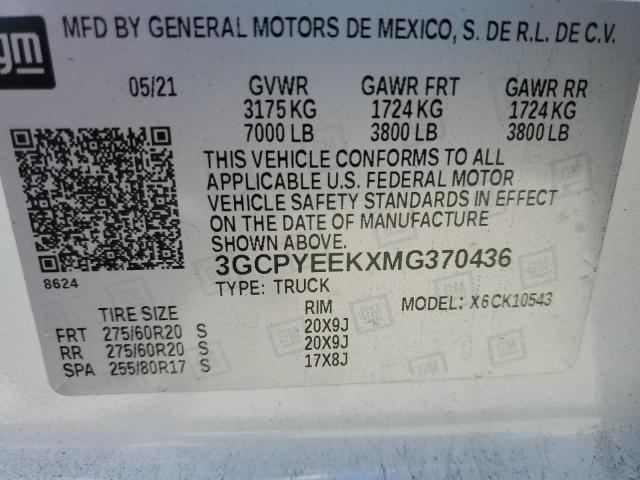 gm
MFD BY GENERAL MOTORS DE MEXICO, S. DE R.L. DE C.V.
05/21 GVWR GAWR FRT GAWR RR
3175 KG 1724 KG 1724 KG
7000 LB 3800 LB 3800 LB
THIS VEHICLE CONFORMS TO ALL
APPLICABLE U.S. FEDERAL MOTOR
VEHICLE SAFETY STANDARDS IN EFFECT
ON THE DATE OF MANUFACTURE
SHOWN ABOVE.
8624
3GCPYEEKXMG370436
TYPE: TRUCK
MODEL: X6CK10543
TIRE SIZE RIM
FRT 275/60R20 S 20X9J
RR 275/60R20 S 20X9J
SPA 255/80R17 S 17X8J